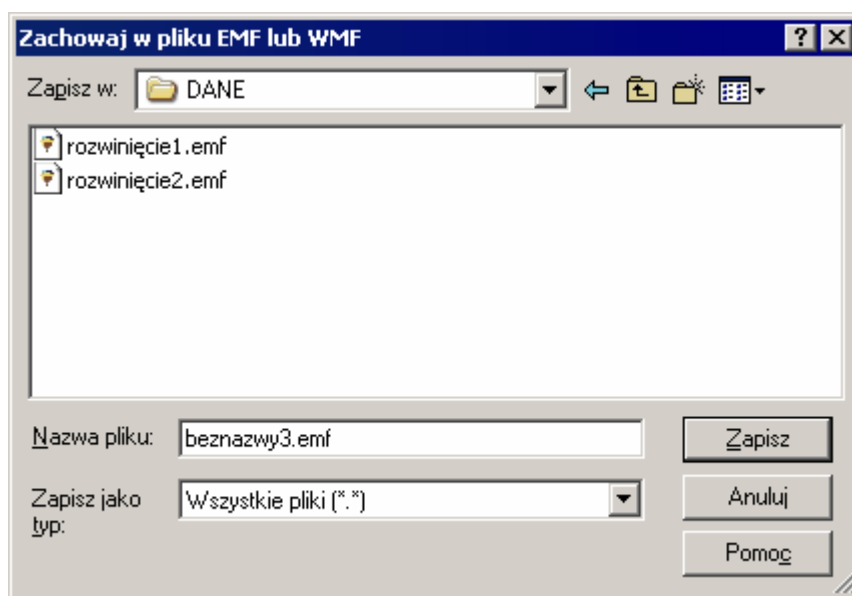 Zachowaj w pliku EMF lub WMF
Zapisz w: DANE
rozwinięcie1.emf
rozwinięcie2.emf
Nazwa pliku: beznazwy3.emf Zapisz
Zapisz jako typ: Wszystkie pliki (*.*) Anuluj
Pomoc